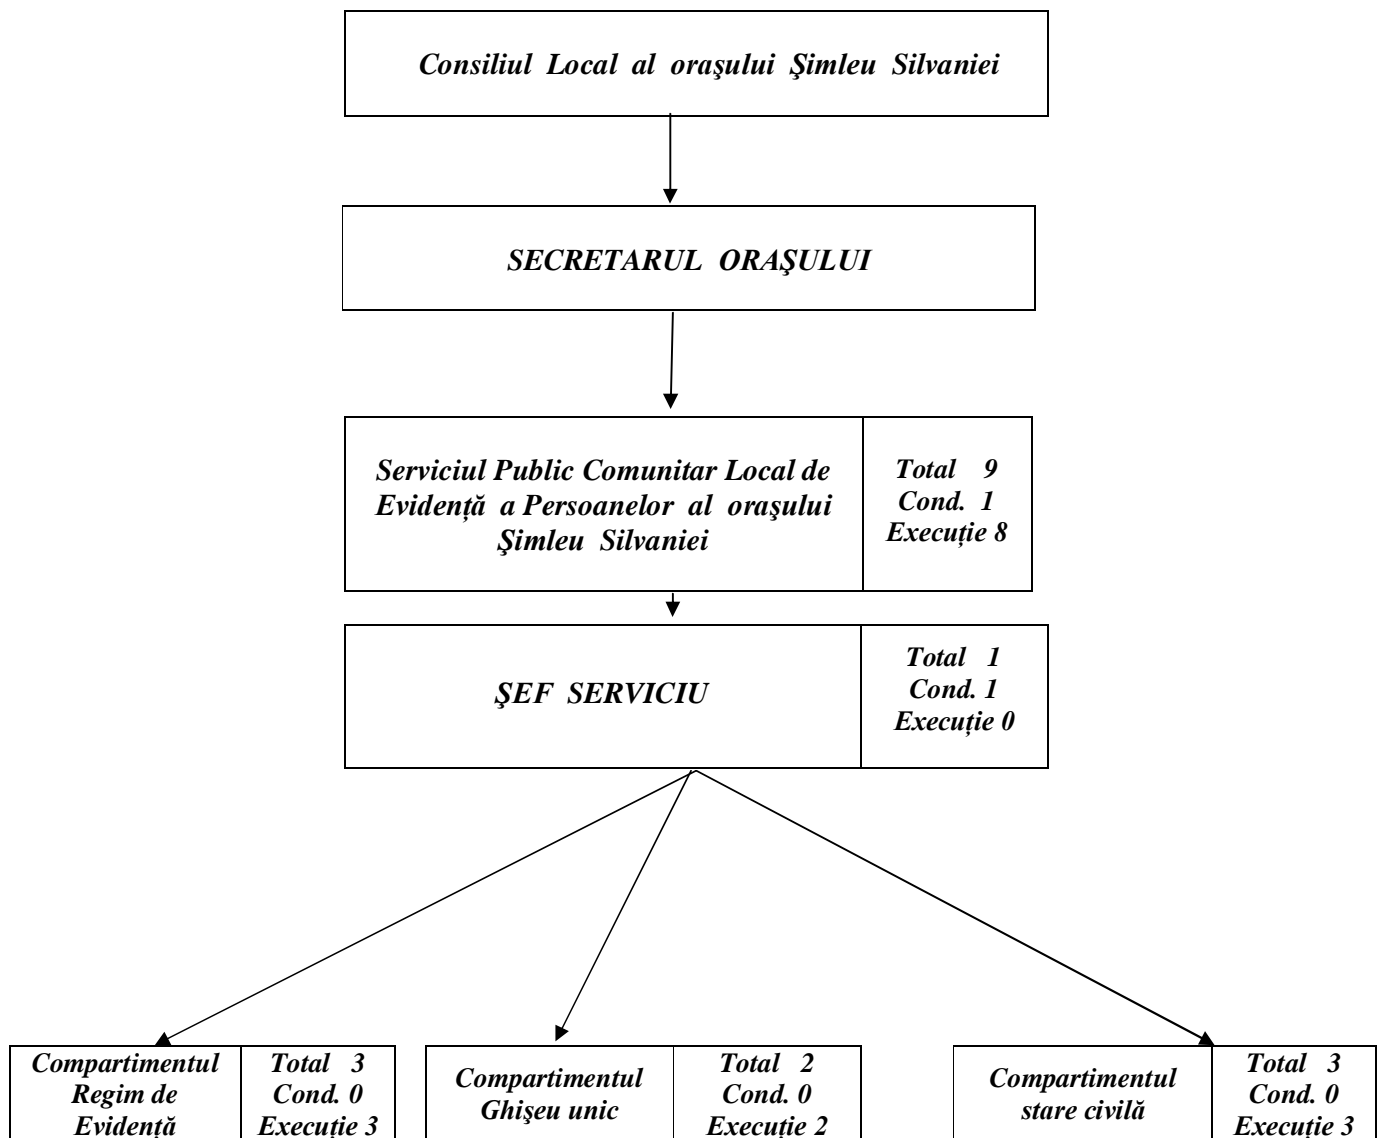 Consiliul Local al oraşului Şimleu Silvaniei
SECRETARUL ORAŞULUI
Serviciul Public Comunitar Local de
Evidență a Persoanelor al oraşului
Şimleu Silvaniei
Total 9
Cond. 1
Execuție 8
ŞEF SERVICIU
Total 1
Cond. 1
Execuție 0
Compartimentul
Regim de
Evidență
Total 3
Cond. 0
Execuție 3
Compartimentul
Ghişeu unic
Total 2
Cond. 0
Execuție 2
Compartimentul
stare civilă
Total 3
Cond. 0
Execuție 3